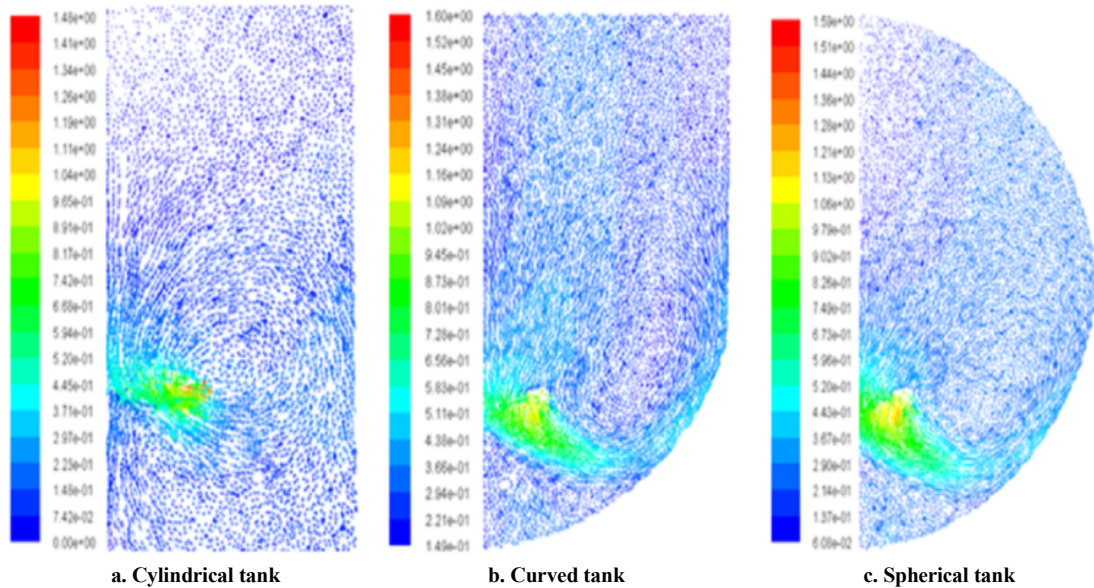 1.48e+00
1.41e+00
1.34e+00
1.26e+00
1.19e+00
1.11e+00
1.04e+00
9.65e-01
8.91e-01
8.17e-01
7.42e-01
6.68e-01
5.94e-01
5.20e-01
4.45e-01
3.71e-01
2.97e-01
2.23e-01
1.48e-01
7.42e-02
0.00e+00
a. Cylindrical tank
1.60e+00
1.52e+00
1.45e+00
1.38e+00
1.31e+00
1.24e+00
1.16e+00
1.09e+00
1.02e+00
9.45e-01
8.73e-01
8.01e-01
7.28e-01
6.56e-01
5.83e-01
5.11e-01
4.38e-01
3.66e-01
2.94e-01
2.21e-01
1.49e-01
b. Curved tank
1.59e+00
1.51e+00
1.44e+00
1.36e+00
1.28e+00
1.21e+00
1.13e+00
1.06e+00
9.79e-01
9.02e-01
8.26e-01
7.49e-01
6.73e-01
5.96e-01
5.20e-01
4.43e-01
3.67e-01
2.90e-01
2.14e-01
1.37e-01
6.08e-02
c. Spherical tank